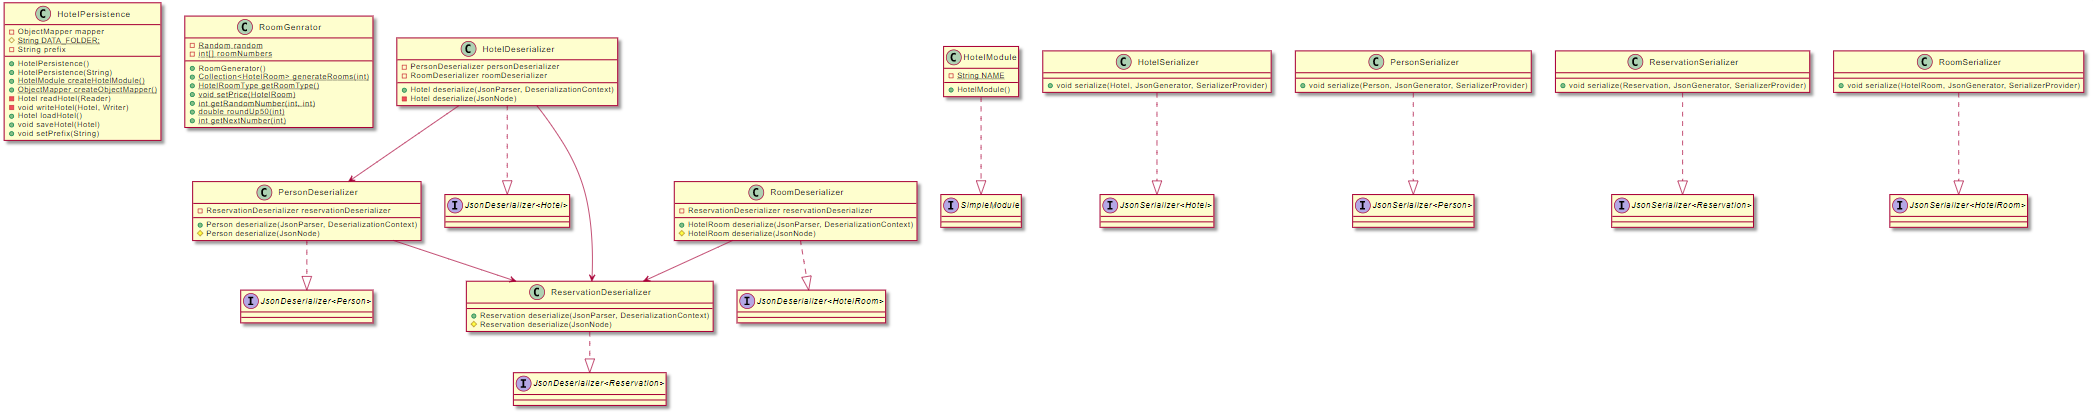 HotelPersistence
ObjectMapper mapper
String DATA_FOLDER;
String prefix
HotelPersistence()
HotelPersistence(String)
HotelModule createHotelModule()
ObjectMapper createObjectMapper()
Hotel readHotel(Reader)
void writeHotel(Hotel, Writer)
Hotel loadHotel()
void saveHotel(Hotel)
void setPrefix(String)
RoomGenrator
Random random
int[] roomNumbers
RoomGenerator()
Collection<HotelRoom> generateRooms(int)
HotelRoomType getRoomType()
void setPrice(HotelRoom)
int getRandomNumber(int, int)
double roundUp50(int)
int getNextNumber(int)
HotelDeserializer
PersonDeserializer personDeserializer
RoomDeserializer roomDeserializer
Hotel deserialize(JsonParser, DeserializationContext)
Hotel deserialize(JsonNode)
HotelModule
String NAME
HotelModule()
HotelSerializer
void serialize(Hotel, JsonGenerator, SerializerProvider)
PersonSerializer
void serialize(Person, JsonGenerator, SerializerProvider)
ReservationSerializer
void serialize(Reservation, JsonGenerator, SerializerProvider)
RoomSerializer
void serialize(HotelRoom, JsonGenerator, SerializerProvider)
PersonDeserializer
ReservationDeserializer reservationDeserializer
Person deserialize(JsonParser, DeserializationContext)
Person deserialize(JsonNode)
JsonDeserializer<Hotel>
RoomDeserializer
ReservationDeserializer reservationDeserializer
HotelRoom deserialize(JsonParser, DeserializationContext)
HotelRoom deserialize(JsonNode)
SimpleModule
JsonSerializer<Hotel>
JsonSerializer<Person>
JsonSerializer<Reservation>
JsonSerializer<HotelRoom>
JsonDeserializer<Person>
ReservationDeserializer
Reservation deserialize(JsonParser, DeserializationContext)
Reservation deserialize(JsonNode)
JsonDeserializer<HotelRoom>
JsonDeserializer<Reservation>